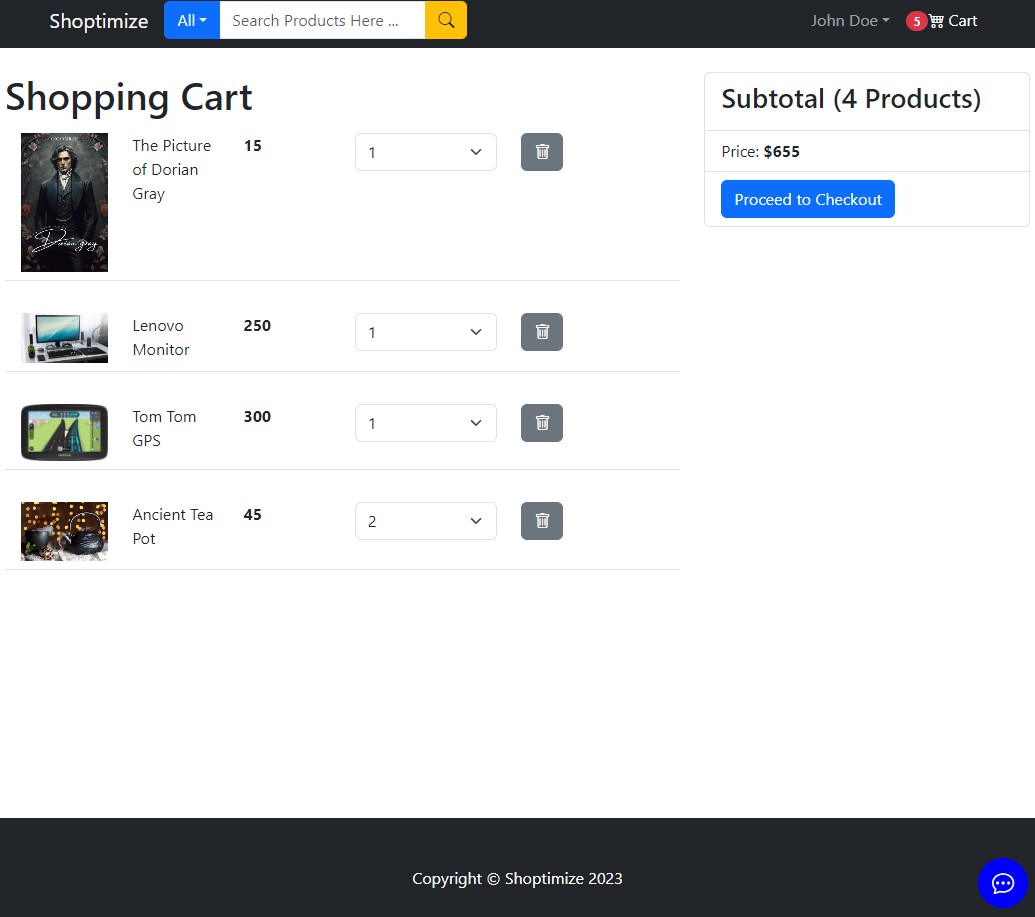 Shoptimize All Search Products Here ... John Doe 5 Cart
Shopping Cart
The Picture
of Dorian
Gray
15
1
Dorian gray
Lenovo
Monitor
250
1
Tom Tom
GPS
300
1
Ancient Tea
Pot
45
2
Subtotal (4 Products)
Price: $655
Proceed to Checkout
Copyright © Shoptimize 2023